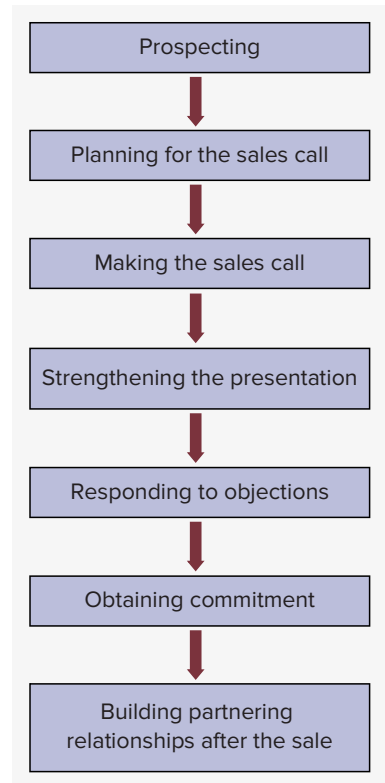 Prospecting
Planning for the sales call
Making the sales call
Strengthening the presentation
Responding to objections
Obtaining commitment
Building partnering
relationships after the sale